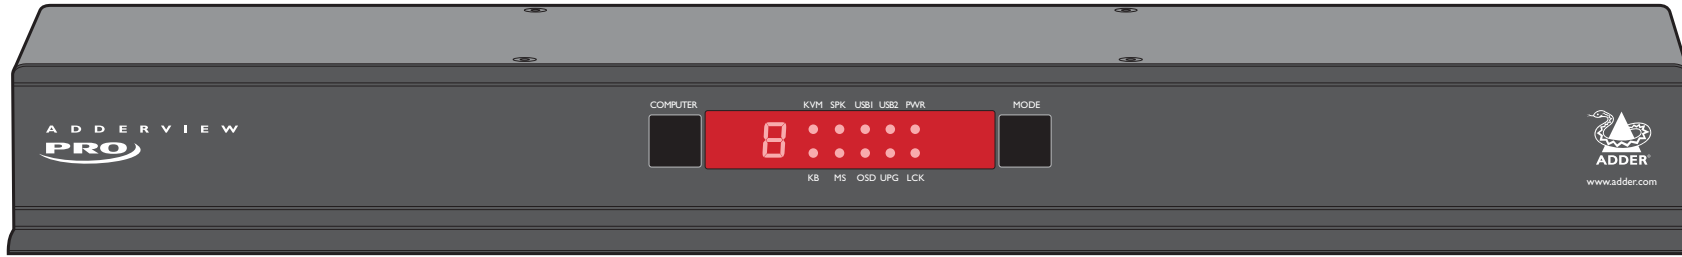 COMPUTER
KVM SPK USB1 USB2 PWR
MODE
ADDERVIEW
PRO
8
KB MS OSD UPG LCK
ADDER®
www.adder.com